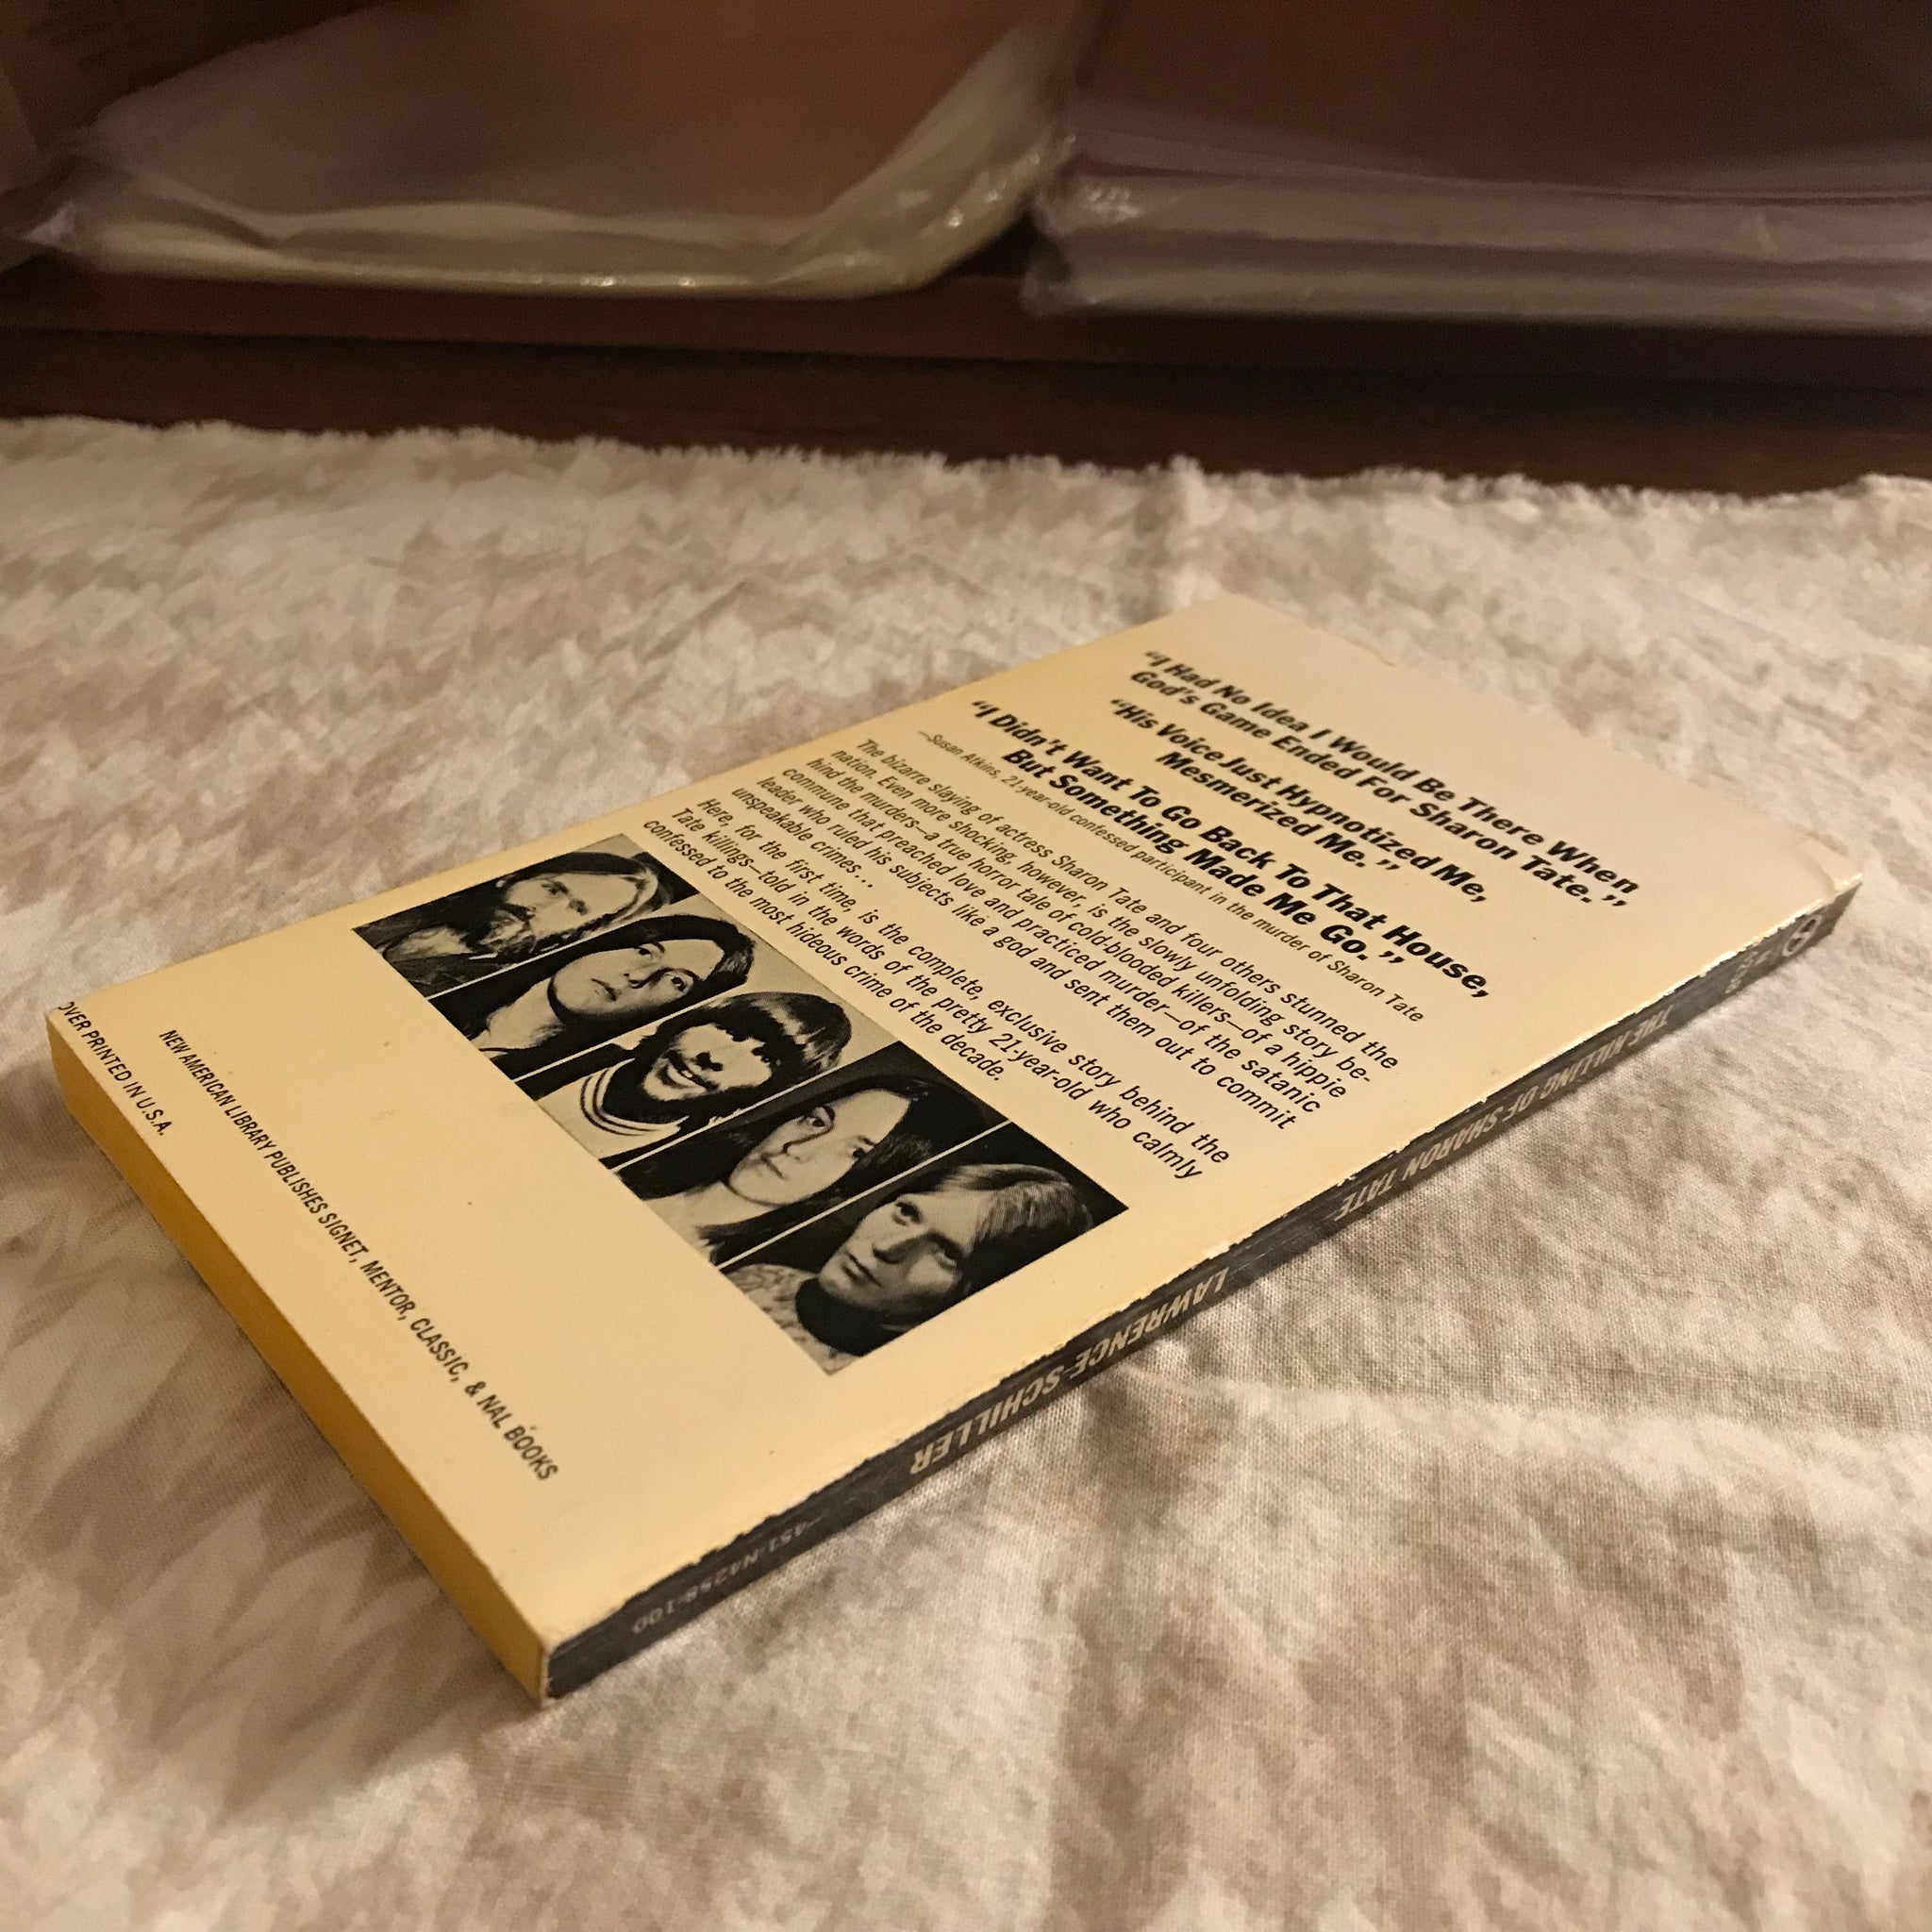 “I Had No Idea I Would Be There When
God's Game Ended For Sharon Tate.”
“His Voice Just Hypnotized Me,
Mesmerized Me.”
“I Didn't Want To Go Back To That House,
But Something Made Me Go.”
—Susan Atkins, 21-year-old confessed participant in the murder of Sharon Tate
The bizarre slaying of actress Sharon Tate and four others stunned the
nation. Even more shocking, however, is the slowly unfolding story be-
hind the murders—a true horror tale of cold-blooded killers—of a hippie
commune that preached love and practiced murder—of the satanic
leader who ruled his subjects like a god and sent them out to commit
unspeakable crimes...
Here, for the first time, is the complete, exclusive story behind the
Tate killings—told in the words of the pretty 21-year-old who calmly
confessed to the most hideous crime of the decade.
NEW AMERICAN LIBRARY PUBLISHES SIGNET, MENTOR, CLASSIC, & NAL BOOKS
OVER PRINTED IN U.S.A.
THE KILLING OF SHARON TATE
LAWRENCE SCHILLER
451-N4258-100